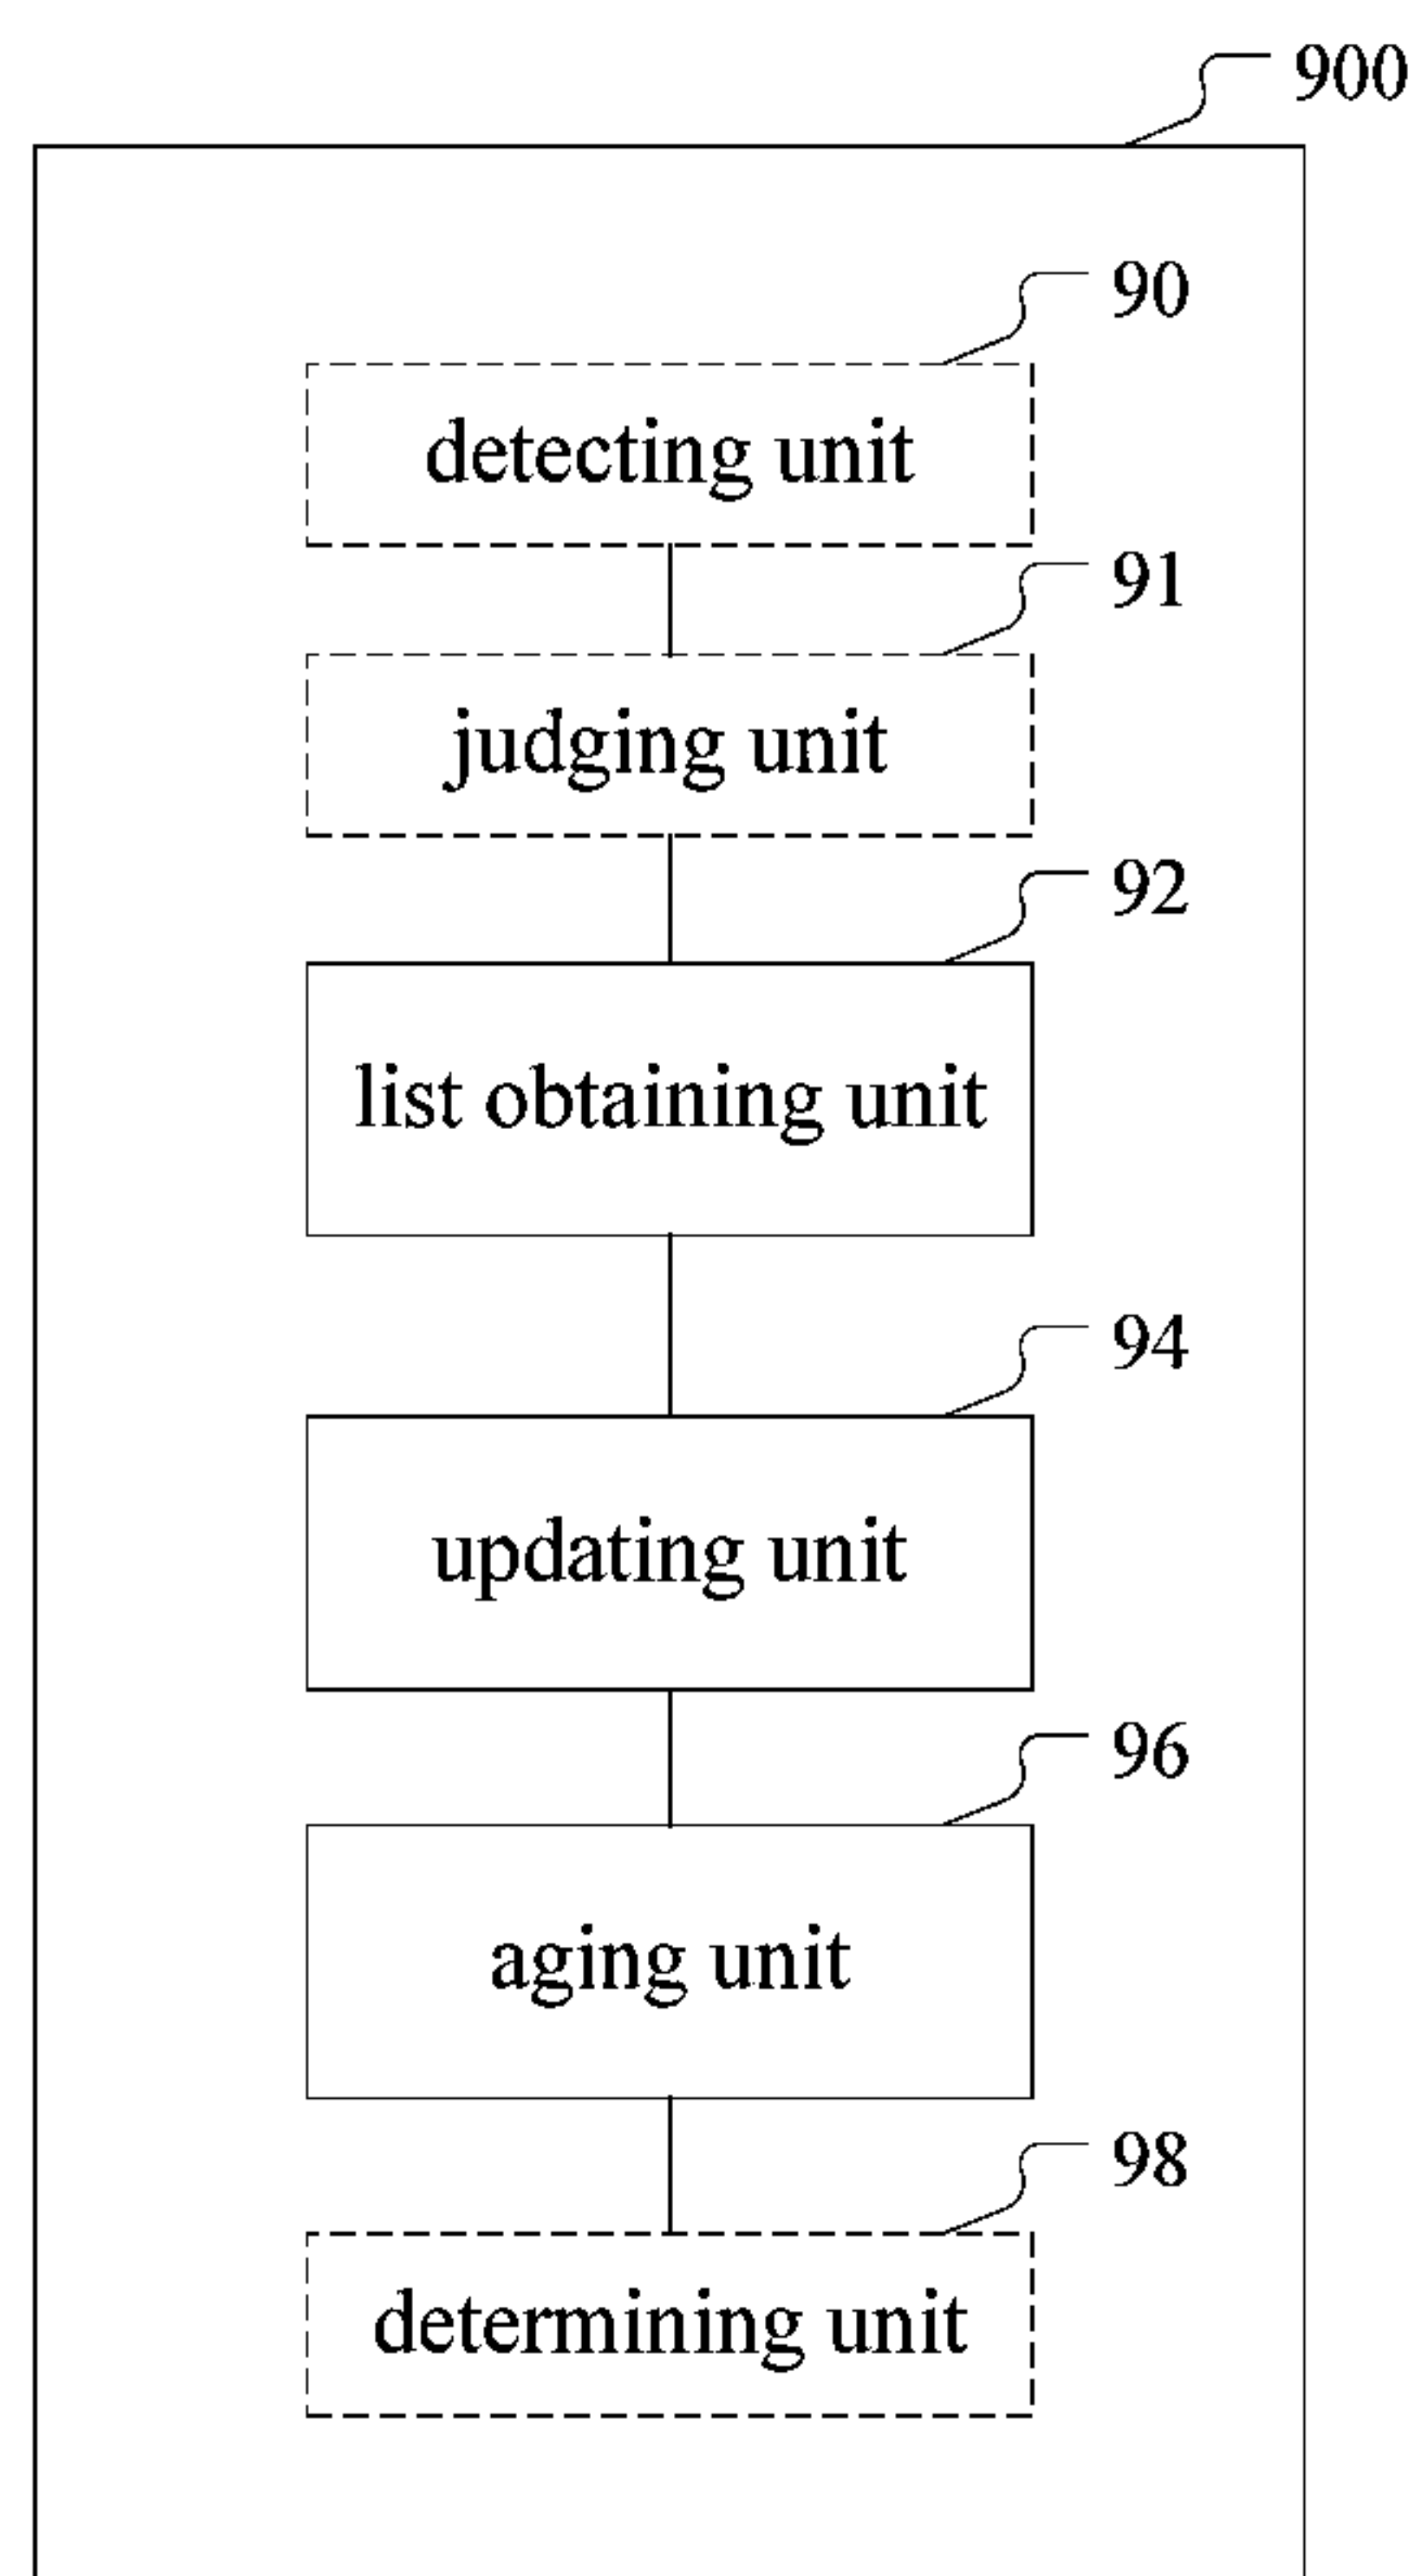 900
90
detecting unit
91
judging unit
92
list obtaining unit
94
updating unit
96
aging unit
98
determining unit